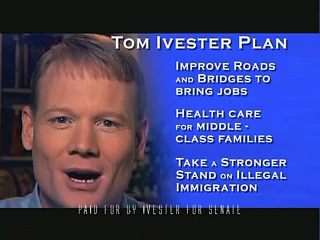 TOM IVESTER PLAN
IMPROVE ROADS
AND BRIDGES TO
BRING JOBS
HEALTH CARE
FOR MIDDLE -
CLASS FAMILIES
TAKE A STRONGER
STAND ON ILLEGAL
IMMIGRATION
PAID FOR BY IVESTER FOR SENATE